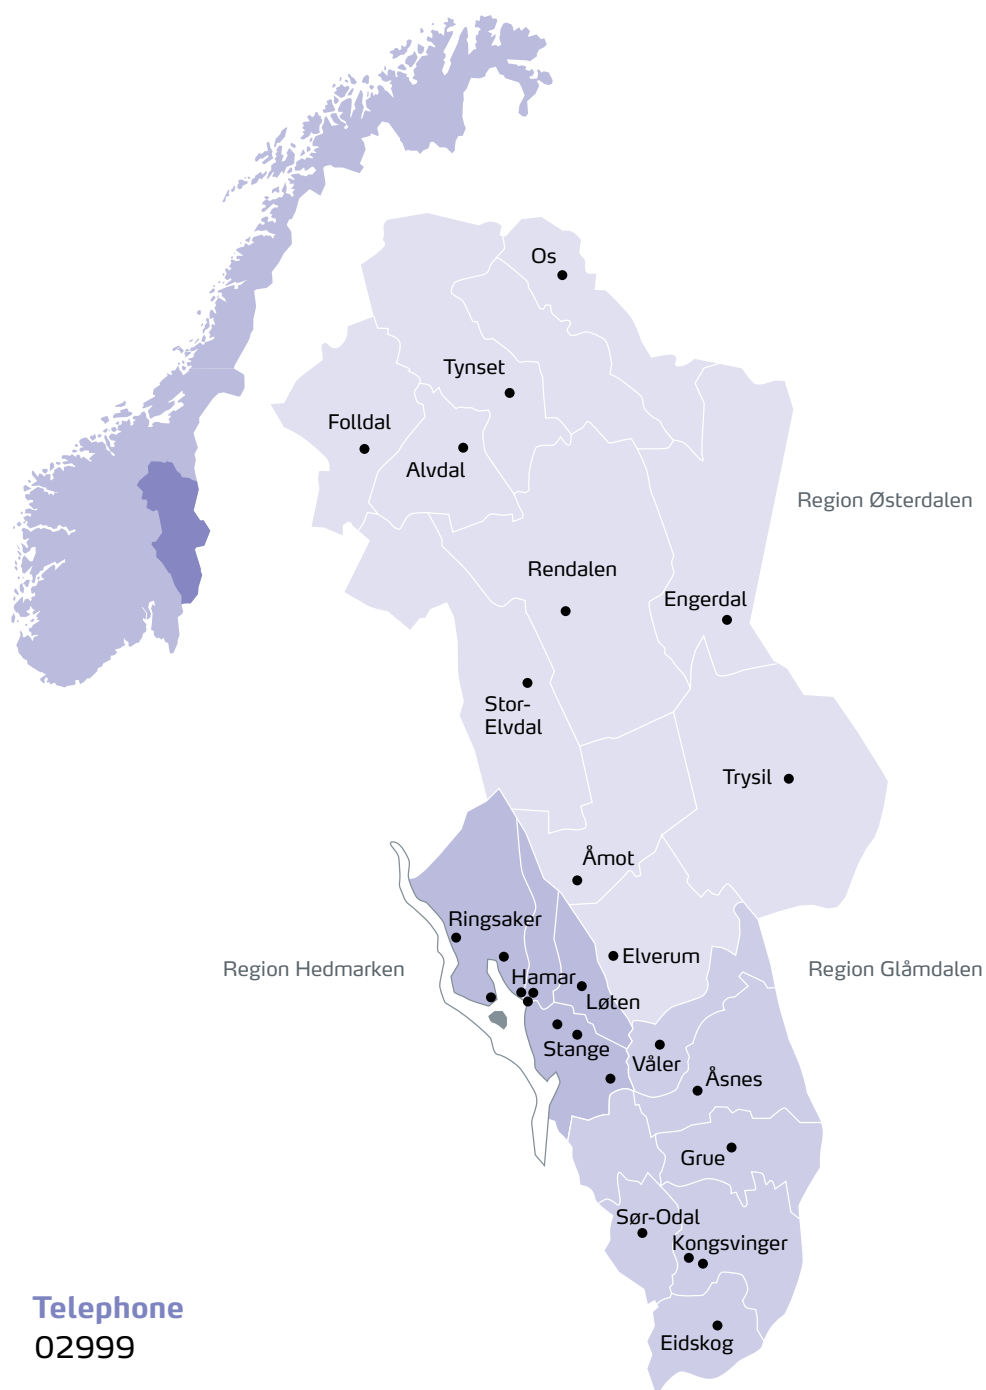 Os
Tynset
Folldal
Alvdal
Region Østerdalen
Rendalen
Engerdal
Stor-
Elvdal
Trysil
Åmot
Ringsaker
Elverum
Region Hedmarken
Region Glåmdalen
Hamar
Løten
Stange
Våler
Åsnes
Grue
Sør-Odal
Kongsvinger
Telephone
02999
Eidskog